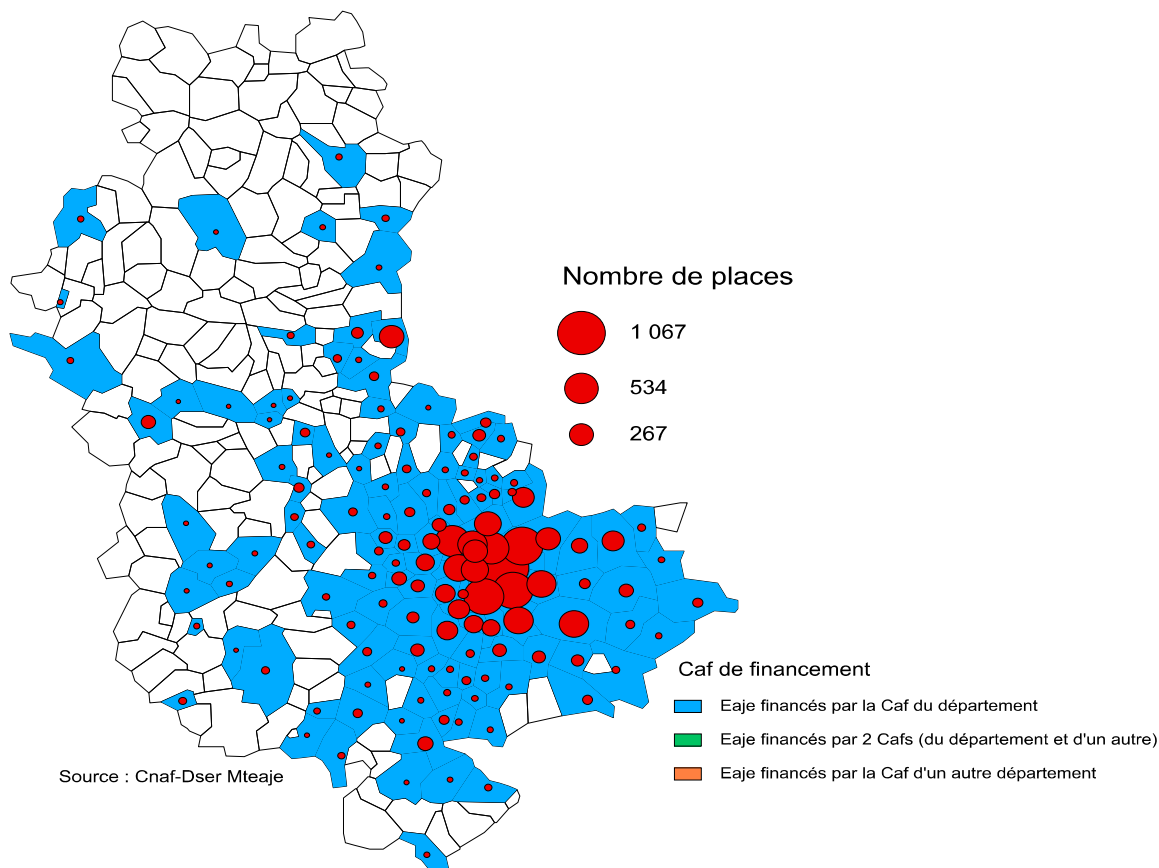 Nombre de places
1 067
534
267
Caf de financement
Eaje financés par la Caf du département
Eaje financés par 2 Cafs (du département et d'un autre)
Eaje financés par la Caf d'un autre département
Source : Cnaf-Dser Mteaje